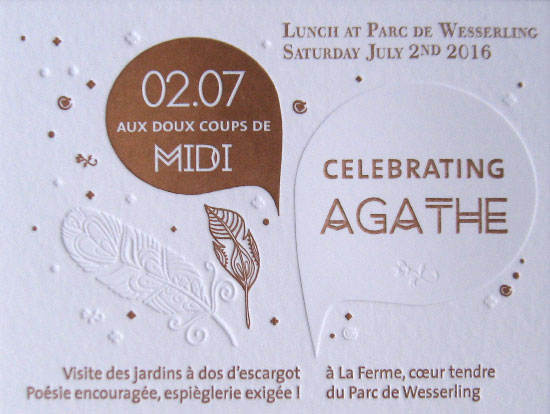 LUNCH AT PARC DE WESSERLING
SATURDAY JULY 2ND 2016
02.07
AUX DOUX COUPS DE
MIDI
CELEBRATING
AGATHE
Visite des jardins à dos d'escargot
Poésie encouragée, espièglerie exigée !
à La Ferme, cœur tendre
du Parc de Wesserling